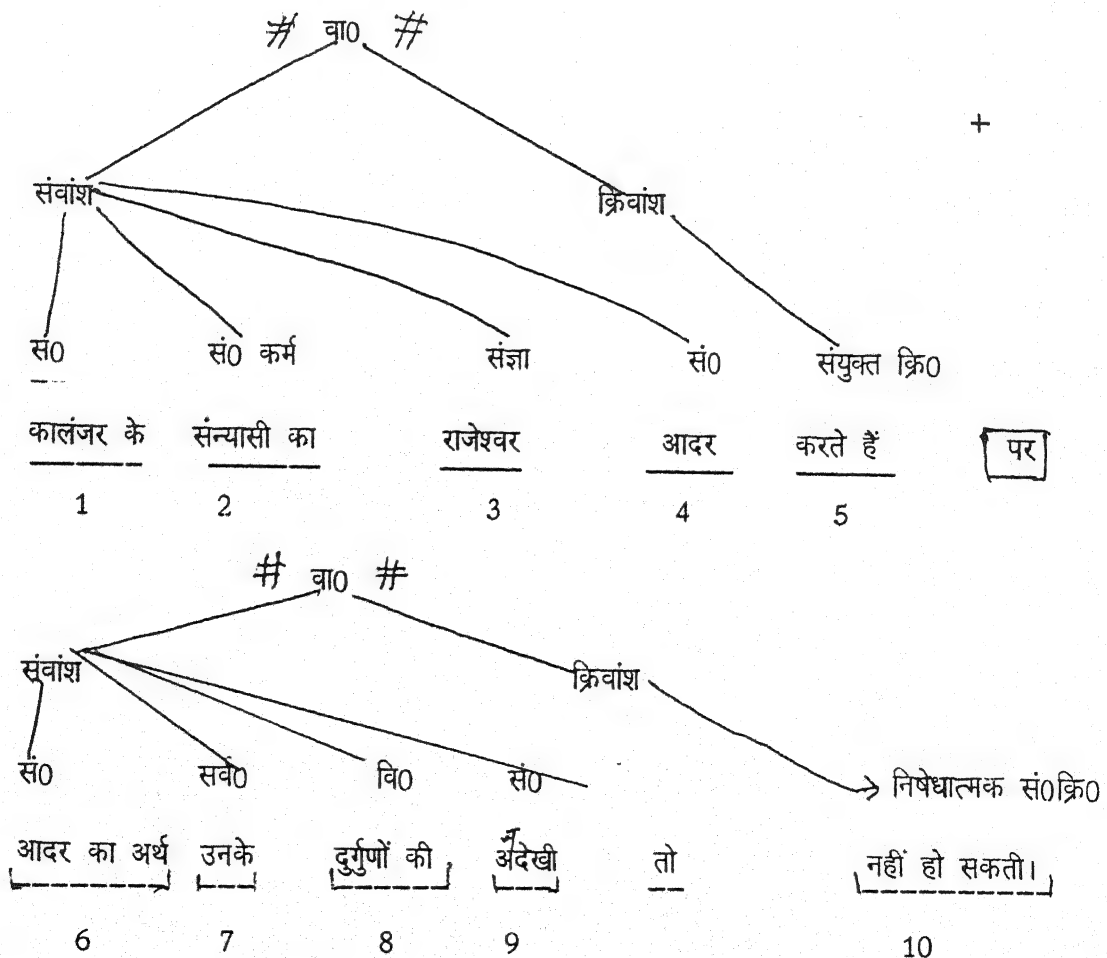 # वा0 #
+
संवांश क्रिवांश
सं0 सं0 कर्म संज्ञा सं0 संयुक्त क्रि0
कालंजर के संन्यासी का राजेश्वर आदर करते हैं पर
1 2 3 4 5
# वा0 #
संवांश क्रिवांश
सं0 सर्व0 वि0 सं0 निषेधात्मक सं0क्रि0
आदर का अर्थ उनके दुर्गुणों की अनदेखी तो नहीं हो सकती।
6 7 8 9 10